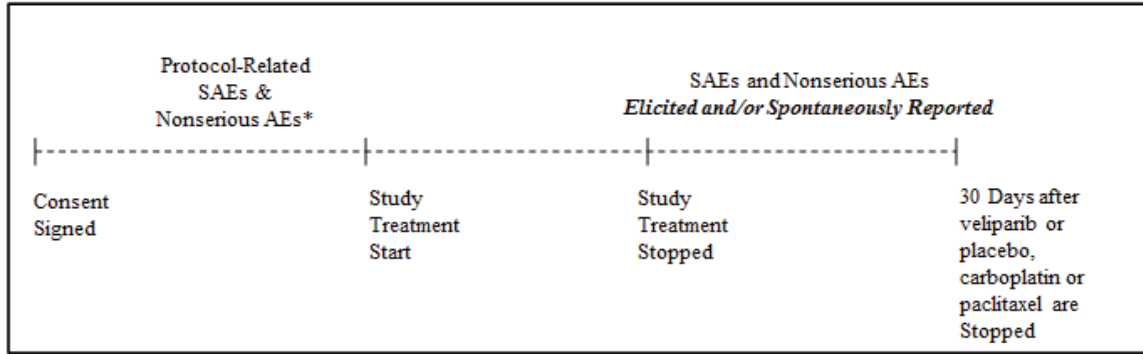 Protocol-Related
SAEs &
Nonserious AEs*
SAEs and Nonserious AEs
Elicited and/or Spontaneously Reported
Consent
Signed
Study
Treatment
Start
Study
Treatment
Stopped
30 Days after
veliparib or
placebo,
carboplatin or
paclitaxel are
Stopped